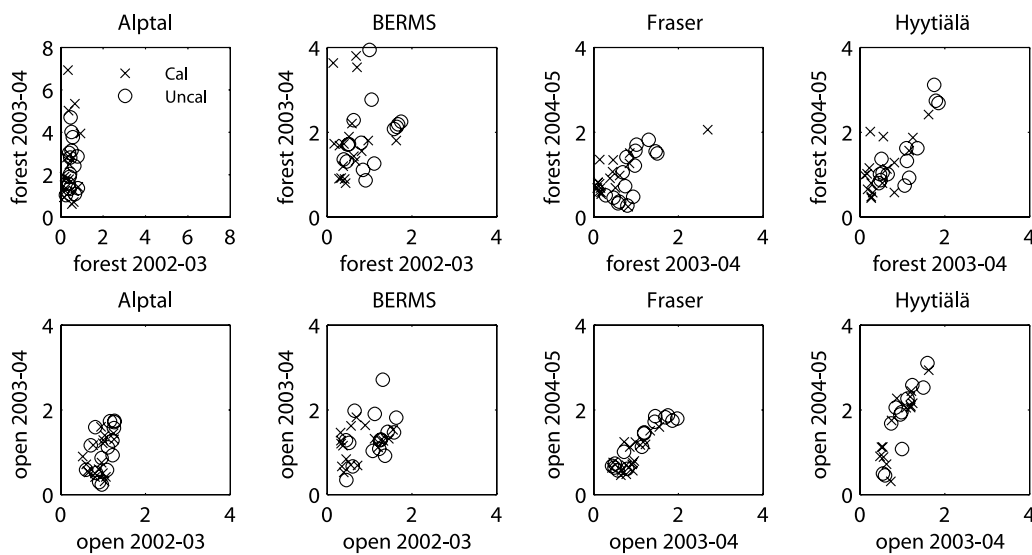 Alptal
BERMS
Fraser
Hyytiälä
8
6
4
2
0
forest 2003-04
× Cal
○ Uncal
0 2 4 6 8
forest 2002-03
4
2
0
forest 2003-04
0 2 4
forest 2002-03
4
2
0
forest 2004-05
0 2 4
forest 2003-04
4
2
0
forest 2004-05
0 2 4
forest 2003-04
Alptal
BERMS
Fraser
Hyytiälä
4
2
0
open 2003-04
0 2 4
open 2002-03
4
2
0
open 2003-04
0 2 4
open 2002-03
4
2
0
open 2004-05
0 2 4
open 2003-04
4
2
0
open 2004-05
0 2 4
open 2003-04